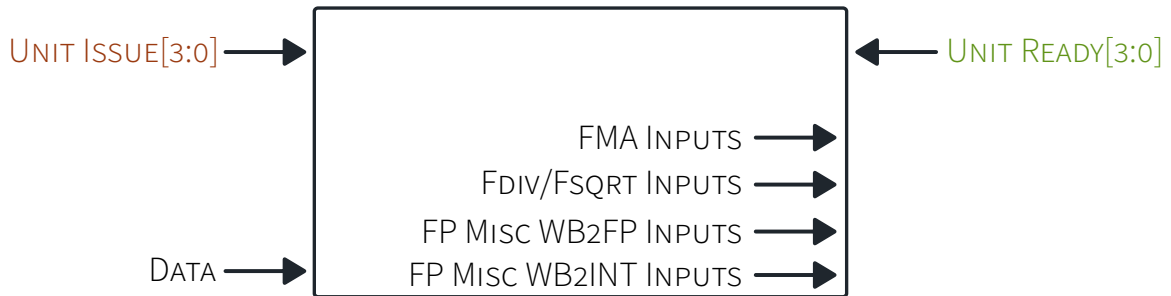 Unit Issue[3:0]
Unit Ready[3:0]
FMA Inputs
Fdiv/Fsqrt Inputs
FP Misc WB2FP Inputs
Data
FP Misc WB2INT Inputs